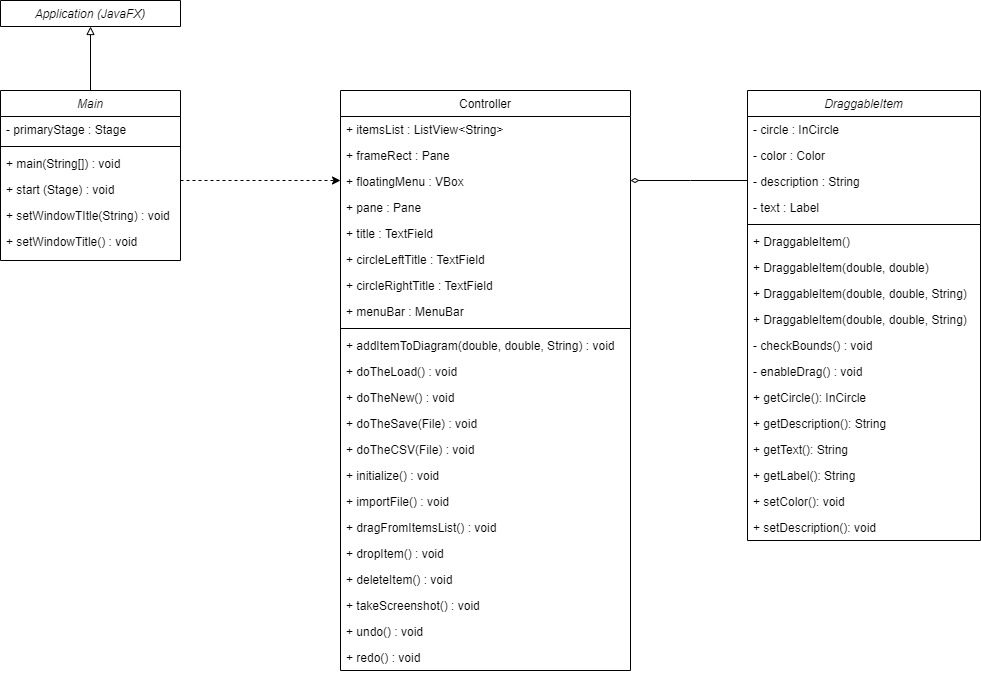 Application (JavaFX)
Main
- primaryStage : Stage
+ main(String[]) : void
+ start (Stage) : void
+ setWindowTItle(String) : void
+ setWindowTitle() : void
Controller
+ itemsList : ListView<String>
+ frameRect : Pane
+ floatingMenu : VBox
+ pane : Pane
+ title : TextField
+ circleLeftTitle : TextField
+ circleRightTitle : TextField
+ menuBar : MenuBar
+ addItemToDiagram(double, double, String) : void
+ doTheLoad() : void
+ doTheNew() : void
+ doTheSave(File) : void
+ doTheCSV(File) : void
+ initialize() : void
+ importFile() : void
+ dragFromItemsList() : void
+ dropItem() : void
+ deleteItem() : void
+ takeScreenshot() : void
+ undo() : void
+ redo() : void
DraggableItem
- circle : InCircle
- color : Color
- description : String
- text : Label
+ DraggableItem()
+ DraggableItem(double, double)
+ DraggableItem(double, double, String)
+ DraggableItem(double, double, String)
- checkBounds() : void
- enableDrag() : void
+ getCircle(): InCircle
+ getDescription(): String
+ getText(): String
+ getLabel(): String
+ setColor(): void
+ setDescription(): void